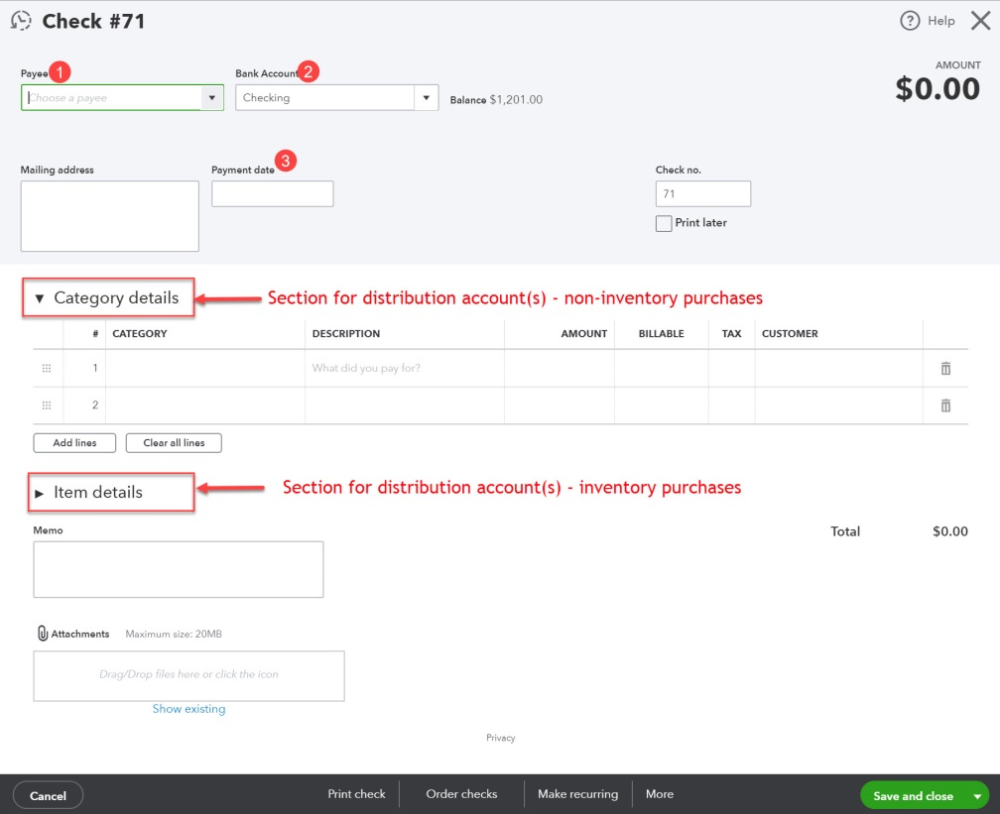 Check #71
Help
Payee 1
Bank Account 2
AMOUNT
Choose a payee
Checking
Balance $1,201.00
$0.00
Mailing address
Payment date 3
Check no.
71
Print later
Category details
Section for distribution account(s) - non-inventory purchases
# CATEGORY DESCRIPTION AMOUNT BILLABLE TAX CUSTOMER
1 What did you pay for?
2
Add lines
Clear all lines
Item details
Section for distribution account(s) - inventory purchases
Memo
Total $0.00
Attachments Maximum size: 20MB
Drag/Drop files here or click the icon
Show existing
Privacy
Cancel
Print check
Order checks
Make recurring
More
Save and close